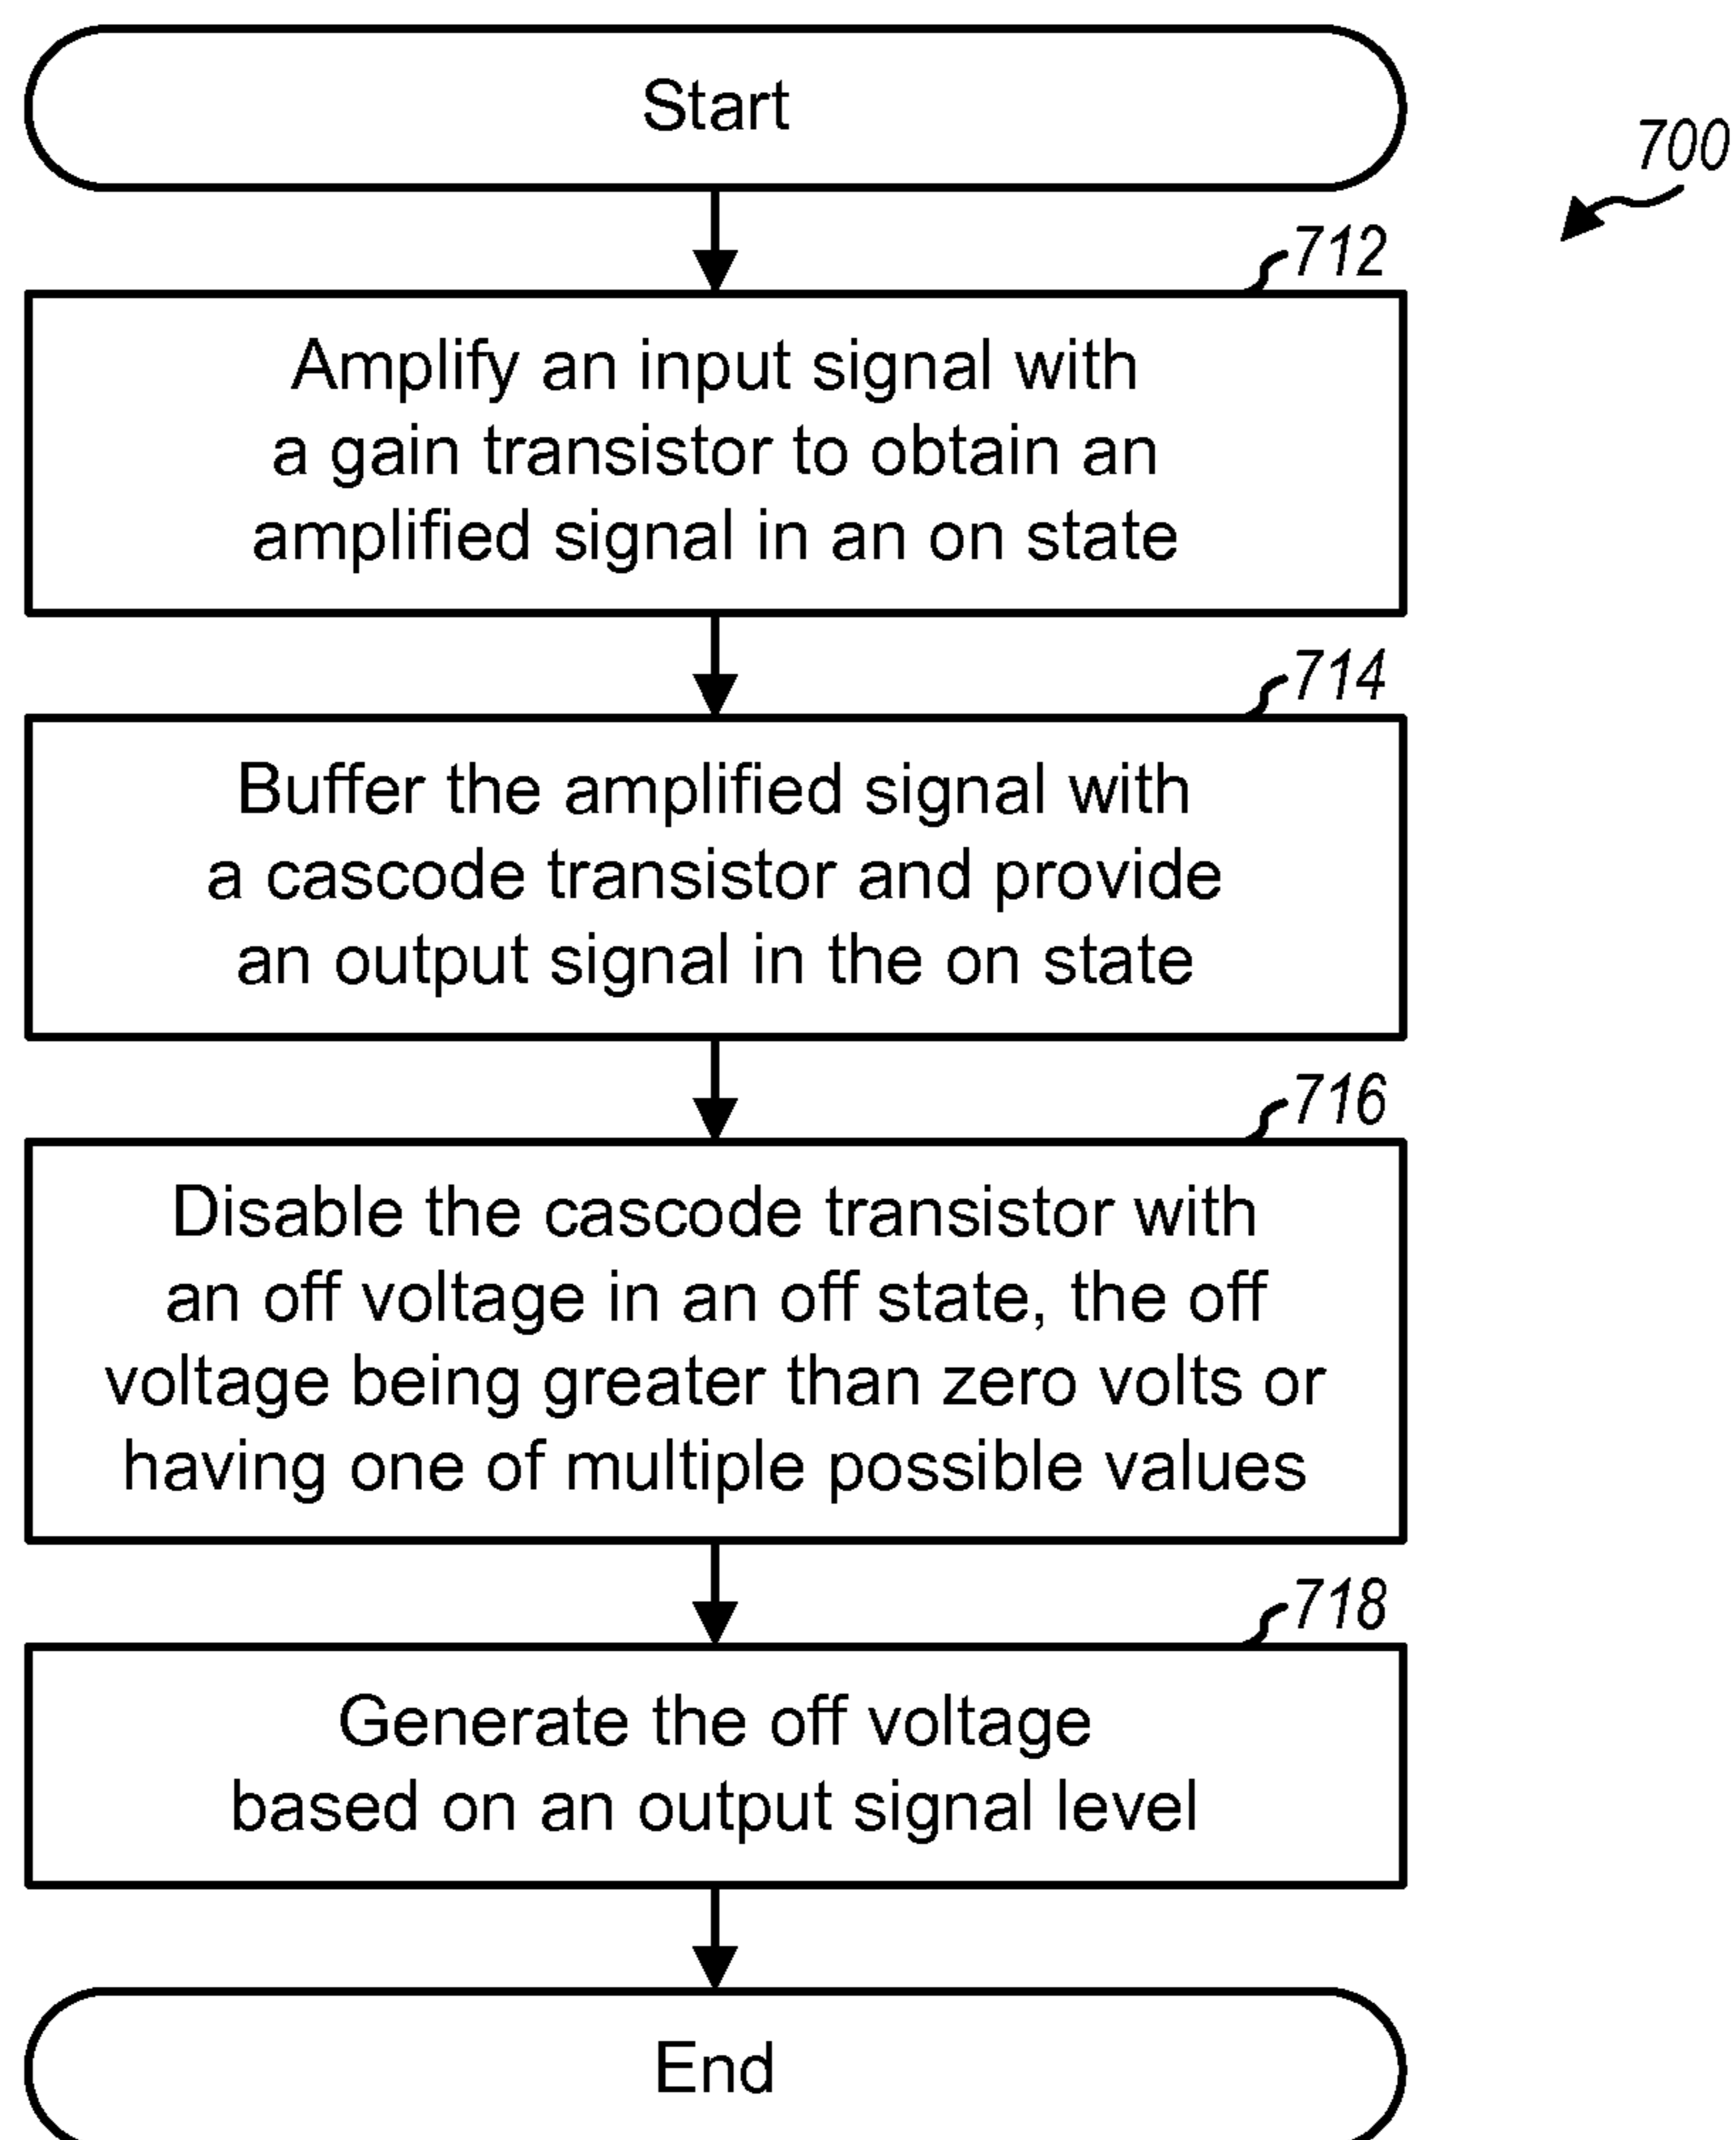 Start
700
712
Amplify an input signal with
a gain transistor to obtain an
amplified signal in an on state
714
Buffer the amplified signal with
a cascode transistor and provide
an output signal in the on state
716
Disable the cascode transistor with
an off voltage in an off state, the off
voltage being greater than zero volts or
having one of multiple possible values
718
Generate the off voltage
based on an output signal level
End